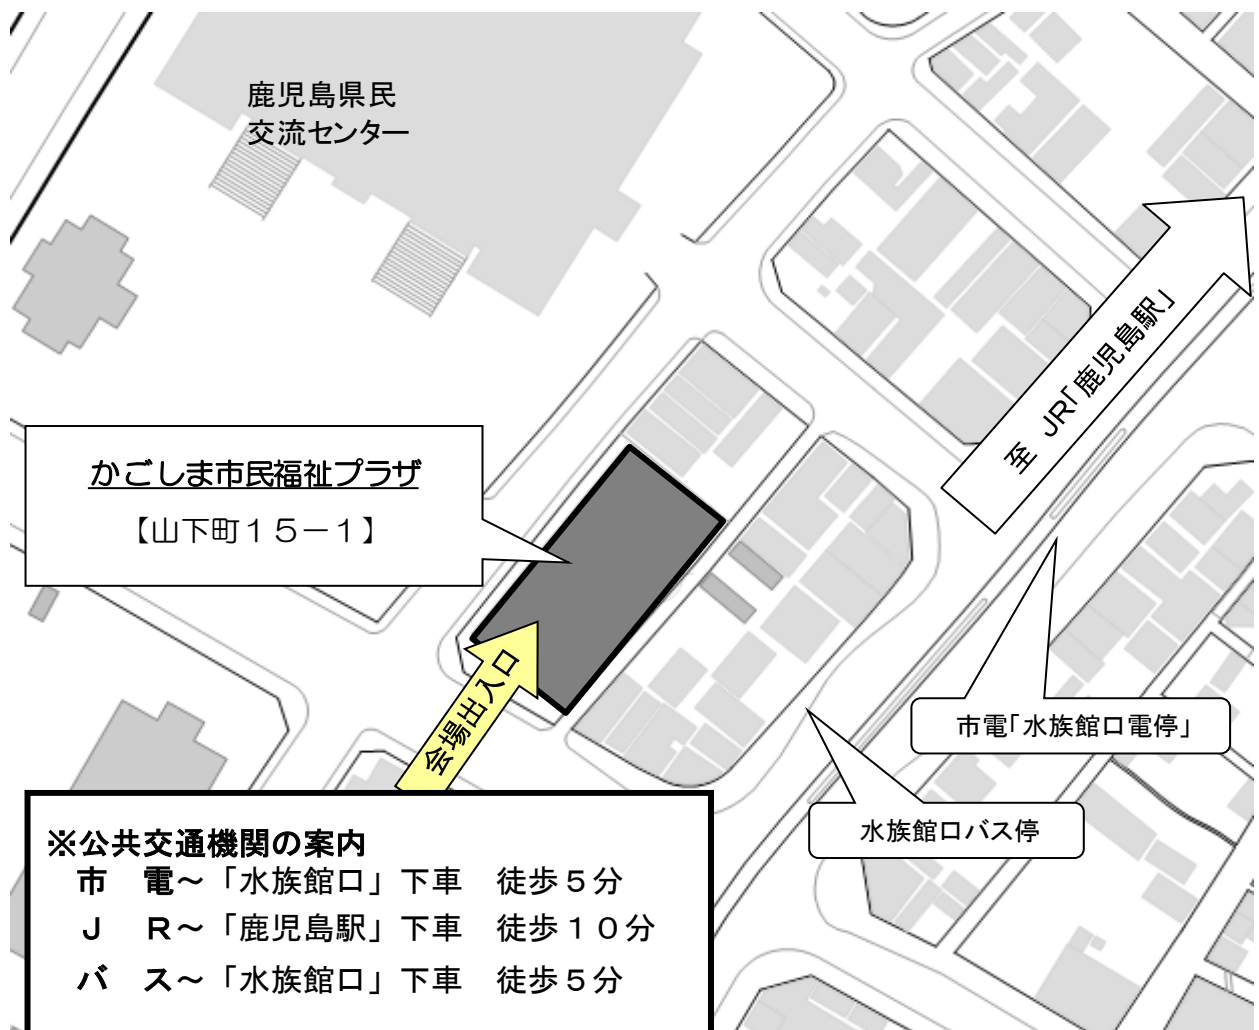 鹿児島県民
交流センター
至 JR「鹿児島駅」
かごしま市民福祉プラザ
【山下町１５－１】
会場出入口
市電「水族館口電停」
水族館口バス停
※公共交通機関の案内
市　電～「水族館口」下車　徒歩５分
Ｊ　Ｒ～「鹿児島駅」下車　徒歩１０分
バ　ス～「水族館口」下車　徒歩５分